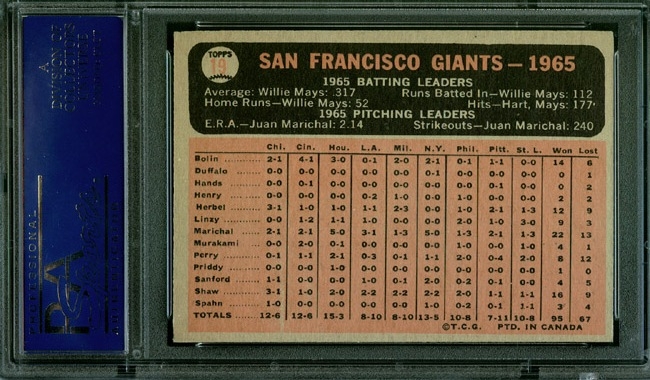 TOPPS
19
SAN FRANCISCO GIANTS — 1965
1965 BATTING LEADERS
Average: Willie Mays: .317 Runs Batted In—Willie Mays: 112
Home Runs—Willie Mays: 52 Hits—Hart, Mays: 177
1965 PITCHING LEADERS
E.R.A.—Juan Marichal: 2.14 Strikeouts—Juan Marichal: 240
Chi. Cin. Hou. L.A. Mil. N.Y. Phil. Pitt. St. L. Won Lost
Bolin 2-1 4-1 3-0 0-1 2-0 2-1 0-1 1-1 0-0 14 6
Duffalo 0-0 0-0 0-0 0-1 0-0 0-0 0-0 0-0 0-0 0 1
Hands 0-0 0-1 0-0 0-0 0-0 0-0 0-0 0-0 0 2
Henry 0-0 0-0 0-0 0-2 1-0 0-0 2 2
Herbel 3-1 1-0 1-0 1-1 2-3 0-0 1-0 2-1 1-3 12 9
Linzy 0-0 1-2 1-1 1-0 1-0 0-0 2-0 1-0 3-0 9 3
Marichal 2-1 2-1 5-0 3-1 1-3 5-0 1-3 2-1 1-3 22 13
Murakami 0-0 2-0 0-1 0-0 0-0 0-0 1-0 0-0 1-0 4 1
Perry 0-1 1-1 2-1 0-1 1-2 1-1 0-2 2-0 0-4 8 12
Priddy 0-0 0-0 1-0 0-0 0-0 0-0 0-0 0-0 0-0 1 0
Sanford 1-1 0-0 0-0 0-0 0-1 1-0 0-1 1-1 1-1 4 5
Shaw 3-1 1-0 2-0 2-2 2-2 2-2 2-0 1-1 1-1 16 9
Spahn 1-0 0-0 0-0 0-0 0-0 1-0 0-2 0-1 0-1 3 4
TOTALS 12-6 12-6 15-3 8-10 8-10 13-5 10-8 7-11 10-8 95 67
© T.C.G. PTD. IN CANADA
PSA
PROFESSIONAL
A
DIVISION OF
COLLECTORS
UNIVERSE